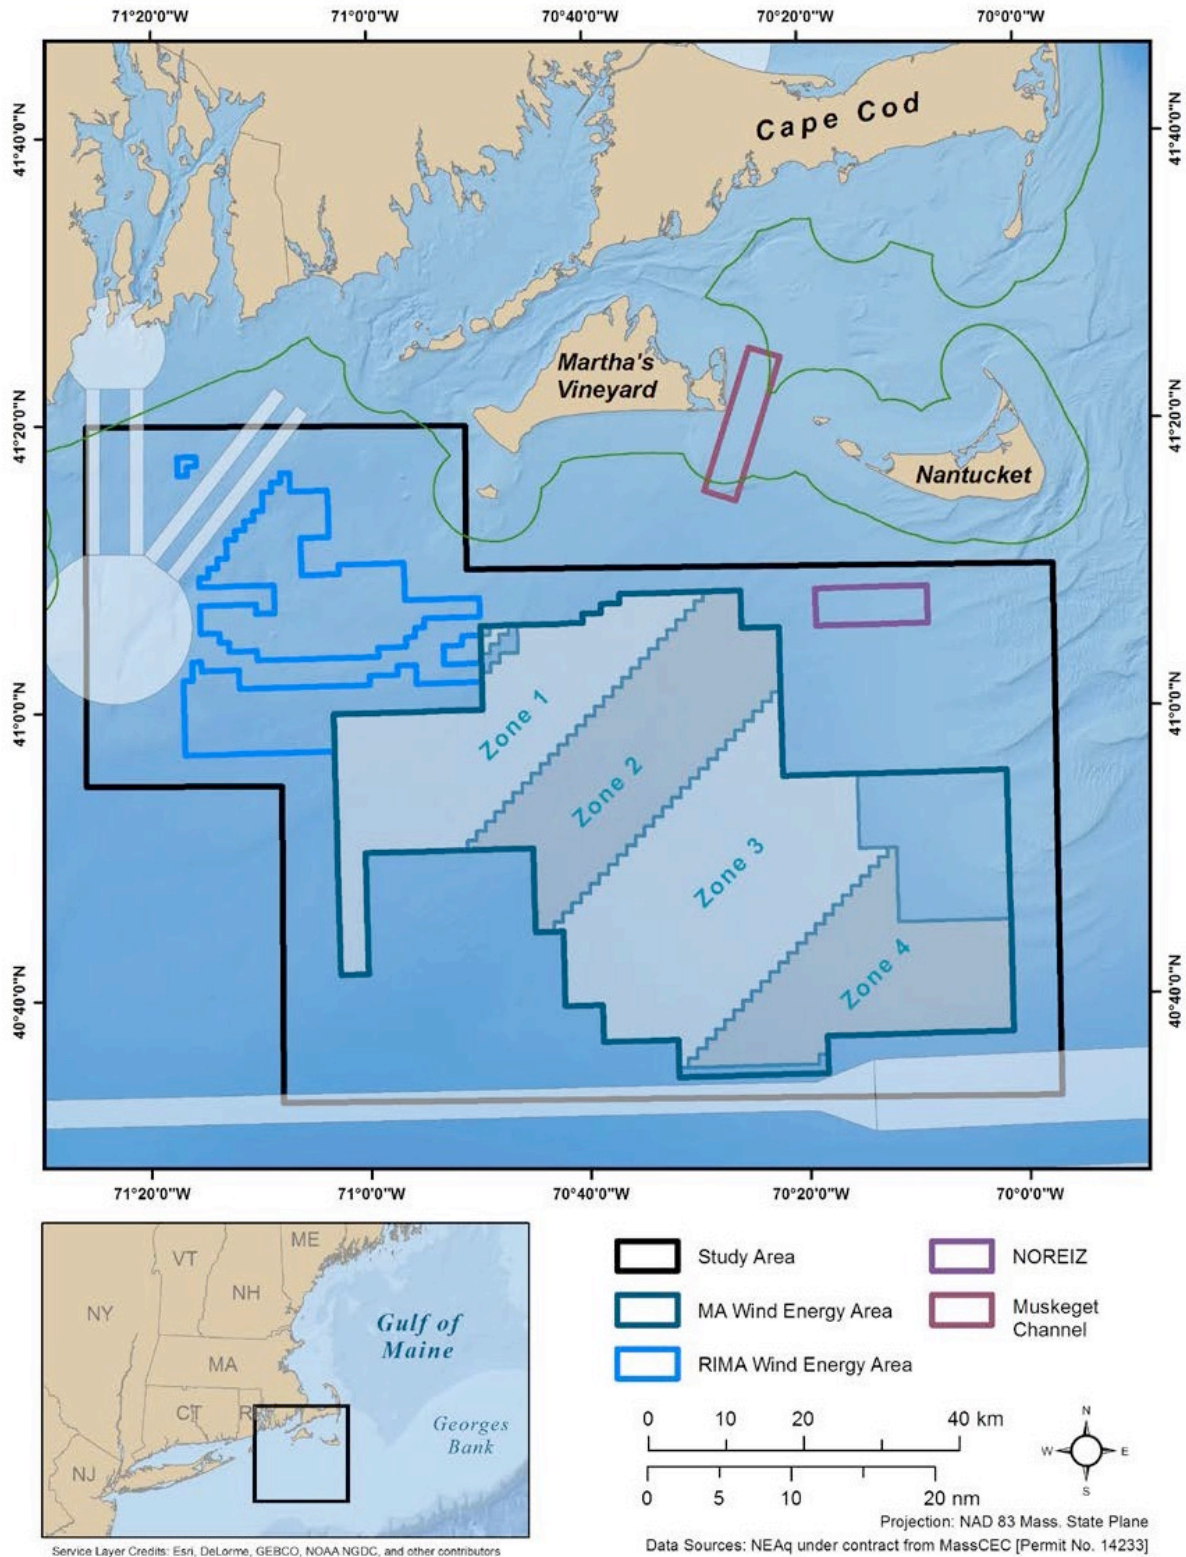 71°20'0"W 71°0'0"W 70°40'0"W 70°20'0"W 70°0'0"W
41°40'0"N
41°40'0"N
Cape Cod
Martha's
Vineyard
41°20'0"N
41°20'0"N
Nantucket
41°0'0"N
41°0'0"N
Zone 1
Zone 2
Zone 3
Zone 4
40°40'0"N
40°40'0"N
71°20'0"W 71°0'0"W 70°40'0"W 70°20'0"W 70°0'0"W
ME
VT
NH
NY
Gulf of
Maine
MA
CT
Georges
Bank
NJ
Service Layer Credits: Esri, DeLorme, GEBCO, NOAA NGDC, and other contributors
Study Area
MA Wind Energy Area
RIMA Wind Energy Area
NOREIZ
Muskeget
Channel
0 10 20 40 km
0 5 10 20 nm
N
W E
S
Projection: NAD 83 Mass. State Plane
Data Sources: NEAq under contract from MassCEC [Permit No. 14233]